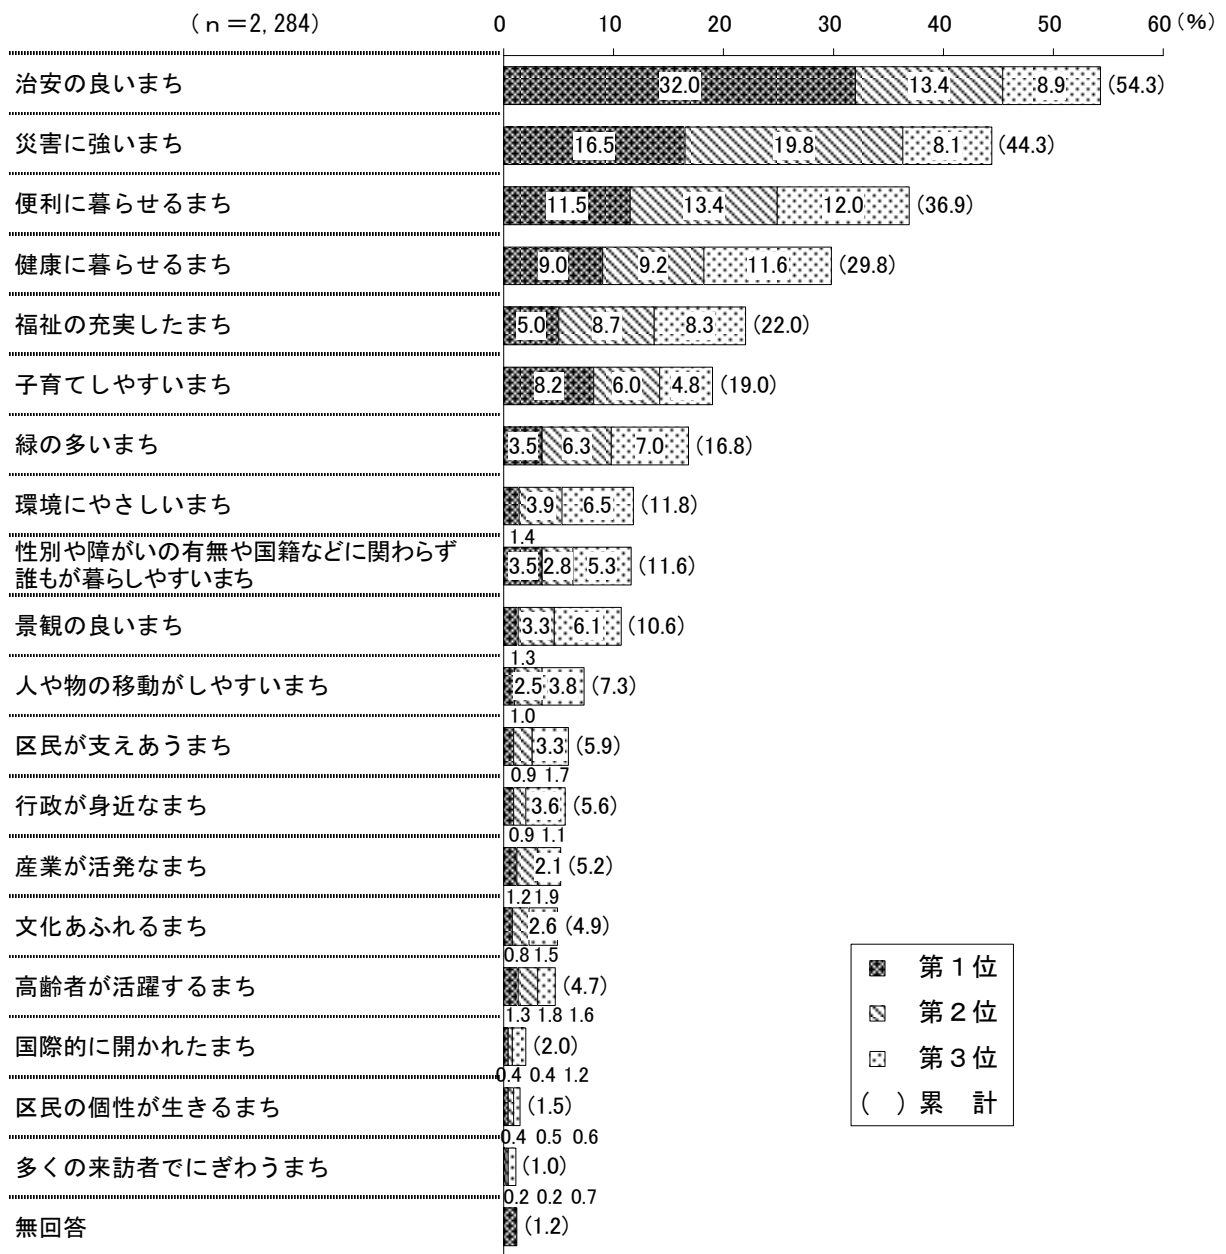 (ｎ＝2,284)
0 10 20 30 40 50 60 (%)
治安の良いまち 32.0 13.4 8.9 (54.3)
災害に強いまち 16.5 19.8 8.1 (44.3)
便利に暮らせるまち 11.5 13.4 12.0 (36.9)
健康に暮らせるまち 9.0 9.2 11.6 (29.8)
福祉の充実したまち 5.0 8.7 8.3 (22.0)
子育てしやすいまち 8.2 6.0 4.8 (19.0)
緑の多いまち 3.5 6.3 7.0 (16.8)
環境にやさしいまち 3.9 6.5 (11.8)
1.4
性別や障がいの有無や国籍などに関わらず
誰もが暮らしやすいまち 3.5 2.8 5.3 (11.6)
景観の良いまち 3.3 6.1 (10.6)
1.3
人や物の移動がしやすいまち 2.5 3.8 (7.3)
1.0
区民が支えあうまち 3.3 (5.9)
0.9 1.7
行政が身近なまち 3.6 (5.6)
0.9 1.1
産業が活発なまち 2.1 (5.2)
1.2 1.9
文化あふれるまち 2.6 (4.9)
0.8 1.5
高齢者が活躍するまち (4.7)
1.3 1.8 1.6
国際的に開かれたまち (2.0)
0.4 0.4 1.2
区民の個性が生きるまち (1.5)
0.4 0.5 0.6
多くの来訪者でにぎわうまち (1.0)
0.2 0.2 0.7
無回答 (1.2)
第１位
第２位
第３位
(　) 累　計